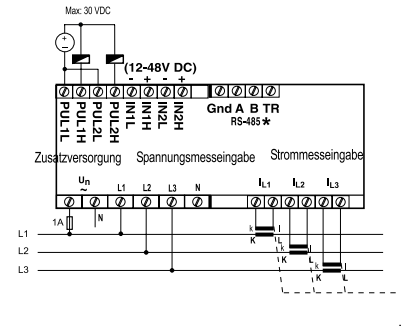 Max: 30 VDC
(12-48V DC)
- + - +
PUL1L PUL1H PUL2L PUL2H IN1L IN1H IN2L IN2H
Gnd A B TR
RS-485 *
Zusatzversorgung Spannungsmesseingabe Strommesseingabe
Un ~ L1 L2 L3 N IL1 IL2 IL3
1A N
L1 k l
K L
L2 k l
K L
L3 k l
K L